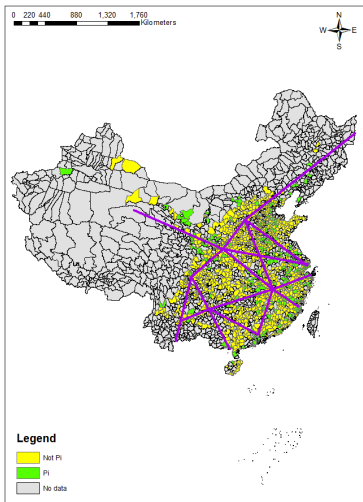 N
0 220 440 880 1,320 1,760
Kilometers
W E
S
Legend
Not Pi
Pi
No data